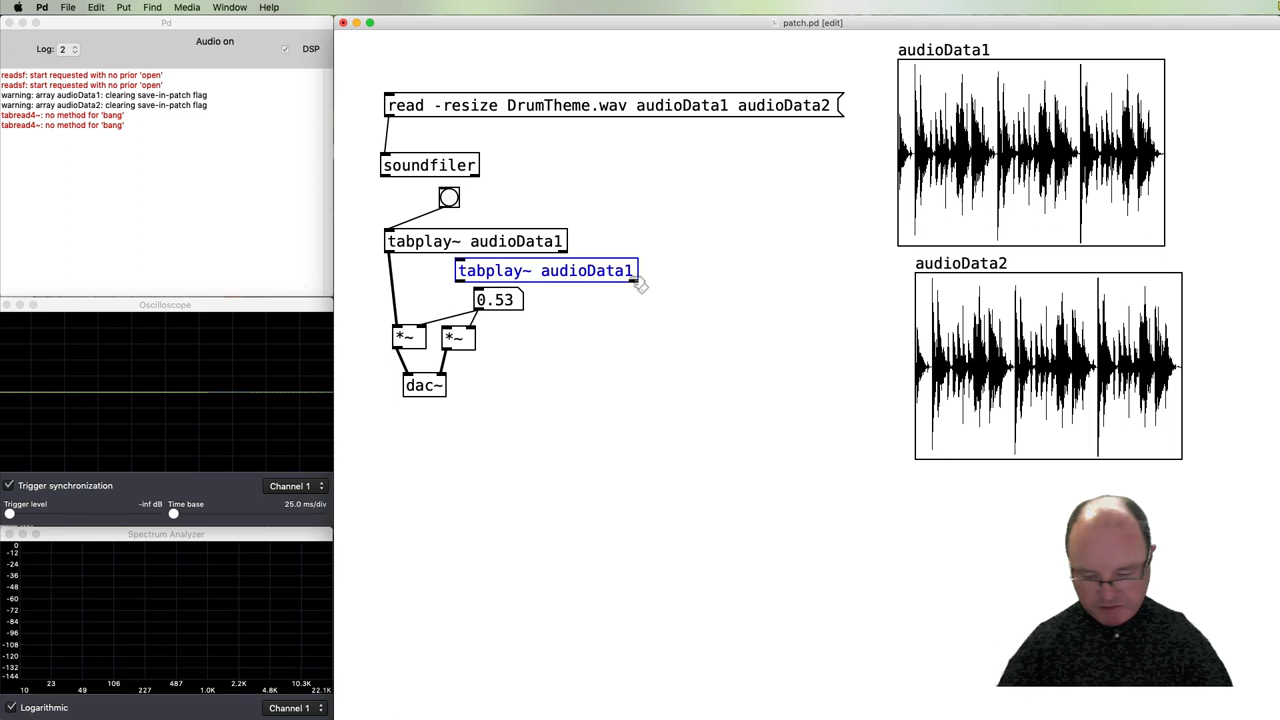 Pd File Edit Put Find Media Window Help
Pd
Log: 2
Audio on
DSP
readsf: start requested with no prior 'open'
readsf: start requested with no prior 'open'
warning: array audioData1: clearing save-in-patch flag
warning: array audioData2: clearing save-in-patch flag
tabread4~: no method for 'bang'
tabread4~: no method for 'bang'
Oscilloscope
Trigger synchronization
Channel 1
Trigger level
-inf dB
Time base
25.0 ms/div
Spectrum Analyzer
0
-12
-24
-36
-48
-60
-72
-84
-96
-108
-120
-132
-144
23 106 487 2.2K 10.3K
10 49 227 1.0K 4.8K 22.1K
Logarithmic
Channel 1
patch.pd [edit]
read -resize DrumTheme.wav audioData1 audioData2
soundfiler
tabplay~ audioData1
tabplay~ audioData1
0.53
*~
*~
dac~
audioData1
audioData2